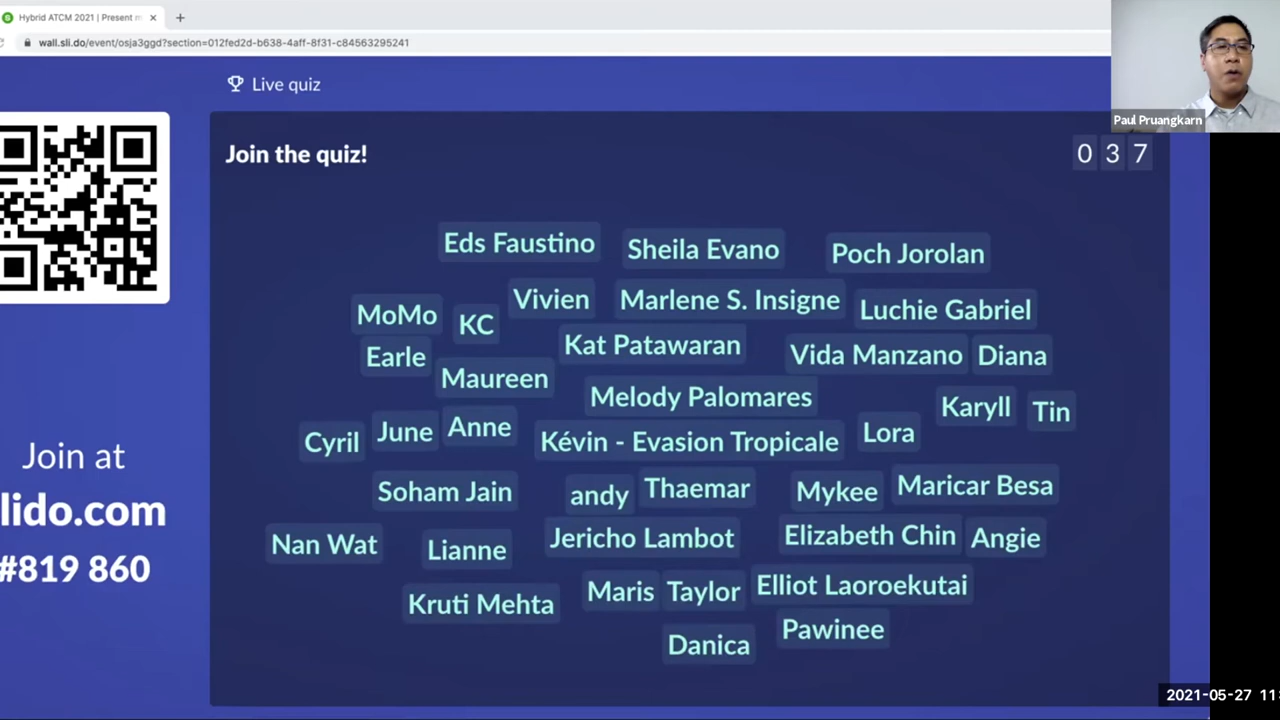 Hybrid ATCM 2021 | Present m
wall.sli.do/event/osja3ggd?section=012fed2d-b638-4aff-8f31-c84563295241
Paul Pruangkarn
Live quiz
Join the quiz!
037
Eds Faustino
Sheila Evano
Poch Jorolan
MoMo
KC
Vivien
Marlene S. Insigne
Luchie Gabriel
Earle
Maureen
Kat Patawaran
Vida Manzano
Diana
Melody Palomares
Karyll
Tin
Cyril
June
Anne
Kévin - Evasion Tropicale
Lora
Soham Jain
andy
Thaemar
Mykee
Maricar Besa
Nan Wat
Lianne
Jericho Lambot
Elizabeth Chin
Angie
Kruti Mehta
Maris
Taylor
Elliot Laoroekutai
Danica
Pawinee
Join at
lido.com
#819 860
2021-05-27 11: